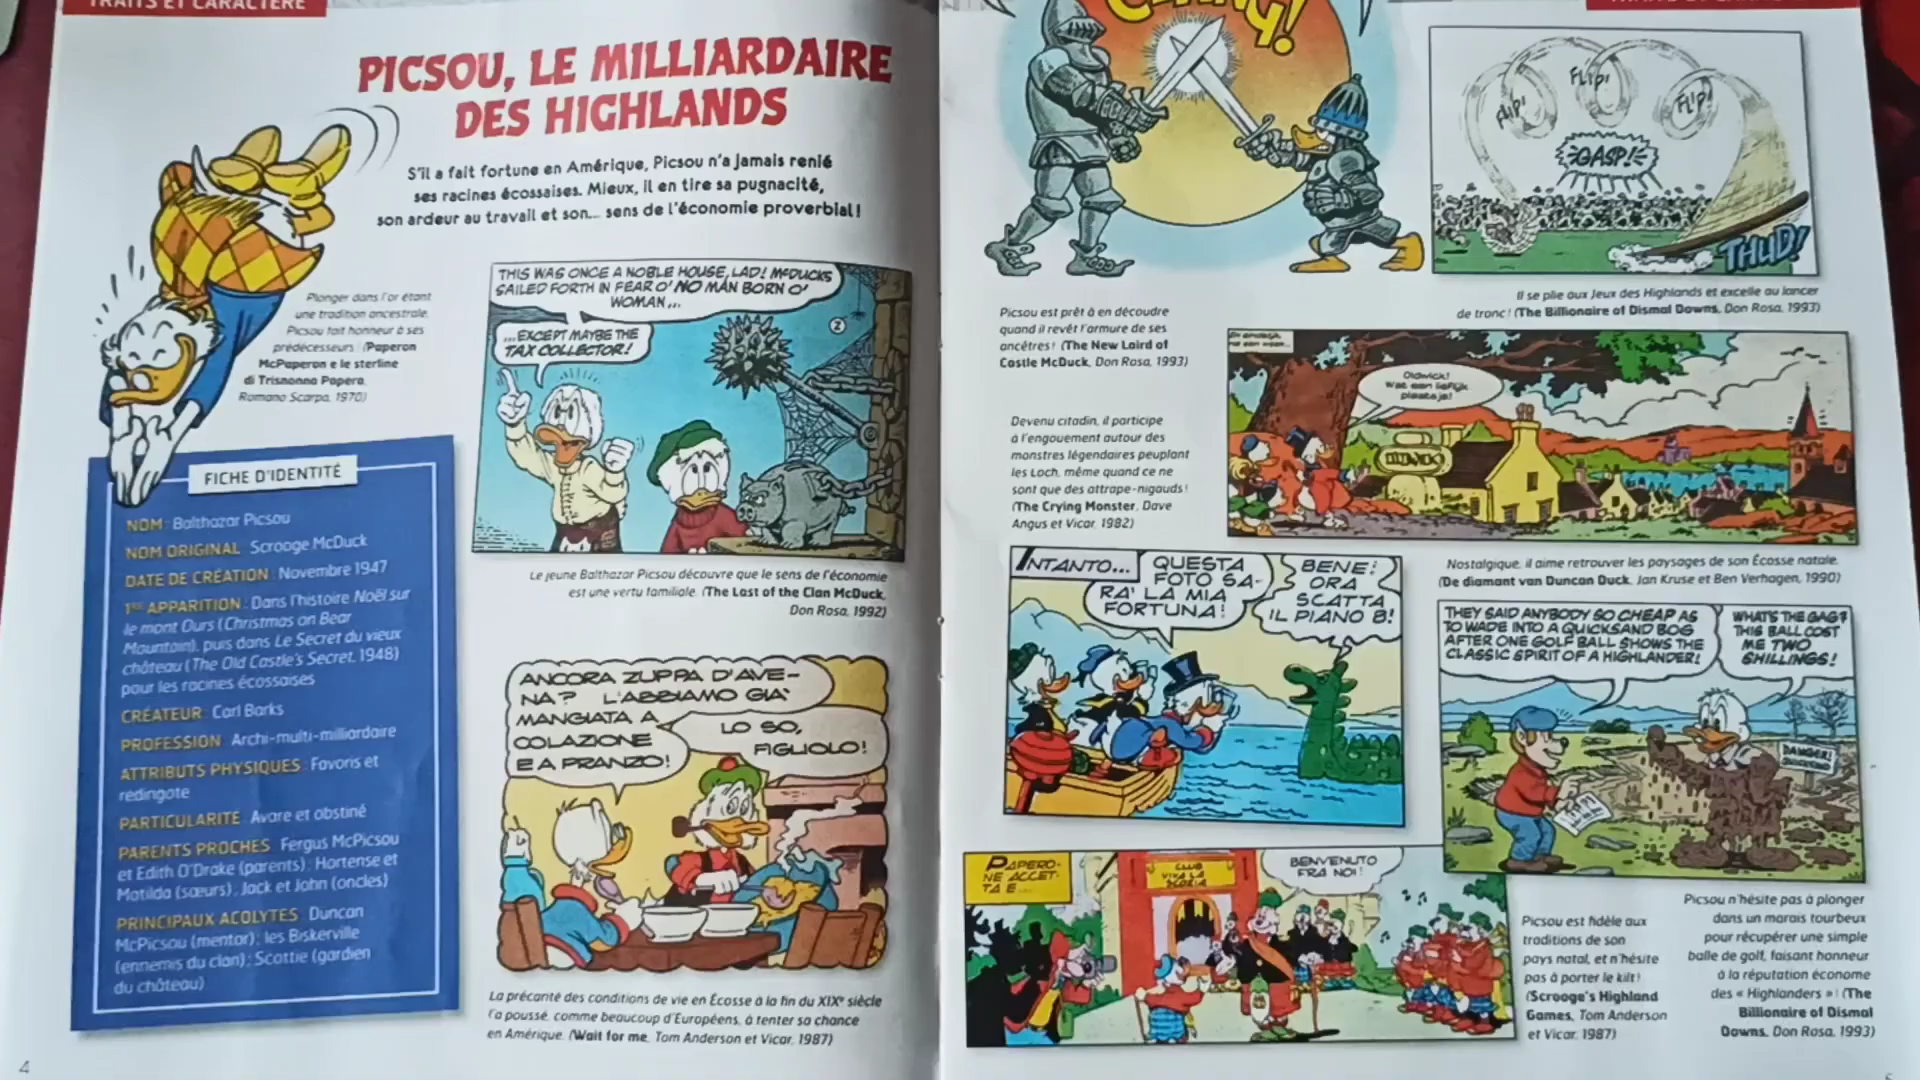 TRAITS ET CARACTÈRE
PICSOU, LE MILLIARDAIRE
DES HIGHLANDS
S'il a fait fortune en Amérique, Picsou n'a jamais renié
ses racines écossaises. Mieux, il en tire sa pugnacité,
son ardeur au travail et son... sens de l'économie proverbial!
Plonger dans l'or étant
une tradition ancestrale,
Picsou fait honneur à ses
prédécesseurs! (Paperon
McPaperon e le sterline
di Trisnonno Papero,
Romano Scarpa, 1970)
FICHE D'IDENTITÉ
NOM : Balthazar Picsou
NOM ORIGINAL : Scrooge McDuck
DATE DE CRÉATION : Novembre 1947
1RE APPARITION : Dans l'histoire Noël sur
le mont Ours (Christmas on Bear
Mountain), puis dans Le Secret du vieux
château (The Old Castle's Secret, 1948)
pour les racines écossaises
CRÉATEUR : Carl Barks
PROFESSION : Archi-multi-milliardaire
ATTRIBUTS PHYSIQUES : Favoris et
redingote
PARTICULARITÉ : Avare et obstiné
PARENTS PROCHES : Fergus McPicsou
et Edith O'Drake (parents) ; Hortense et
Matilda (sœurs) ; Jack et John (oncles)
PRINCIPAUX ACOLYTES : Duncan
McPicsou (mentor) ; les Biskerville
(ennemis du clan) ; Scottie (gardien
du château)
THIS WAS ONCE A NOBLE HOUSE, LAD! McDUCKS
SAILED FORTH IN FEAR O' NO MAN BORN O'
WOMAN...
...EXCEPT MAYBE THE
TAX COLLECTOR!
2
Le jeune Balthazar Picsou découvre que le sens de l'économie
est une vertu familiale. (The Last of the Clan McDuck,
Don Rosa, 1992)
ANCORA ZUPPA D'AVE-
NA? L'ABBIAMO GIA'
MANGIATA A
COLAZIONE
E A PRANZO!
LO SO,
FIGLIOLO!
La précarité des conditions de vie en Écosse à la fin du XIXe siècle
l'a poussé, comme beaucoup d'Européens, à tenter sa chance
en Amérique. (Wait for me, Tom Anderson et Vicar, 1987)
4
CLANG!
Picsou est prêt à en découdre
quand il revêt l'armure de ses
ancêtres! (The New Laird of
Castle McDuck, Don Rosa, 1993)
FLIP!
FLIP!
FLIP!
GASP!
THUD!
Il se plie aux Jeux des Highlands et excelle au lancer
de tronc! (The Billionaire of Dismal Downs, Don Rosa, 1993)
Devenu citadin, il participe
à l'engouement autour des
monstres légendaires peuplant
les Loch, même quand ce ne
sont que des attrape-nigauds!
(The Crying Monster, Dave
Angus et Vicar, 1982)
Oldwick!
Wat een lieflijk
plaatsje!
Nostalgique, il aime retrouver les paysages de son Écosse natale.
(De diamant van Duncan Duck, Jan Kruse et Ben Verhagen, 1990)
INTANTO...
QUESTA
FOTO SA-
RA' LA MIA
FORTUNA!
BENE!
ORA
SCATTA
IL PIANO B!
THEY SAID ANYBODY SO CHEAP AS
TO WADE INTO A QUICKSAND BOG
AFTER ONE GOLF BALL SHOWS THE
CLASSIC SPIRIT OF A HIGHLANDER!
WHAT'S THE GAG?
THIS BALL COST
ME TWO
SHILLINGS!
DANGER!
PAPERO-
NE ACCET-
TA E...
CLUB
VIVA LA
SCOZIA
BENVENUTO
FRA NOI!
Picsou est fidèle aux
traditions de son
pays natal, et n'hésite
pas à porter le kilt!
(Scrooge's Highland
Games, Tom Anderson
et Vicar, 1987)
Picsou n'hésite pas à plonger
dans un marais tourbeux
pour récupérer une simple
balle de golf, faisant honneur
à la réputation économe
des « Highlanders »! (The
Billionaire of Dismal
Downs, Don Rosa, 1993)